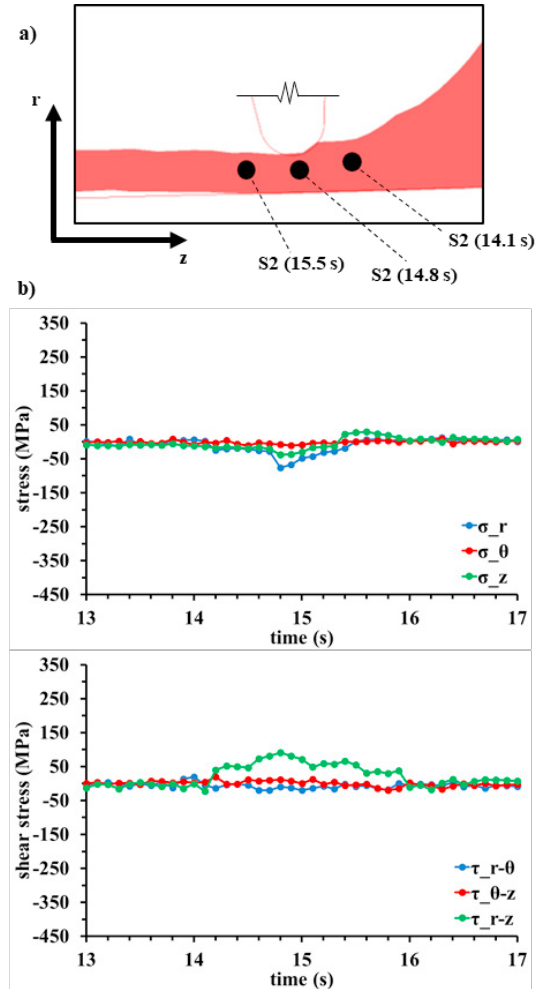 a)
r
z
S2 (15.5 s)
S2 (14.8 s)
S2 (14.1 s)
b)
350
250
150
50
-50
-150
-250
-350
-450
stress (MPa)
σ_r
σ_θ
σ_z
13 14 15 16 17
time (s)
350
250
150
50
-50
-150
-250
-350
-450
shear stress (MPa)
τ_r-θ
τ_θ-z
τ_r-z
13 14 15 16 17
time (s)